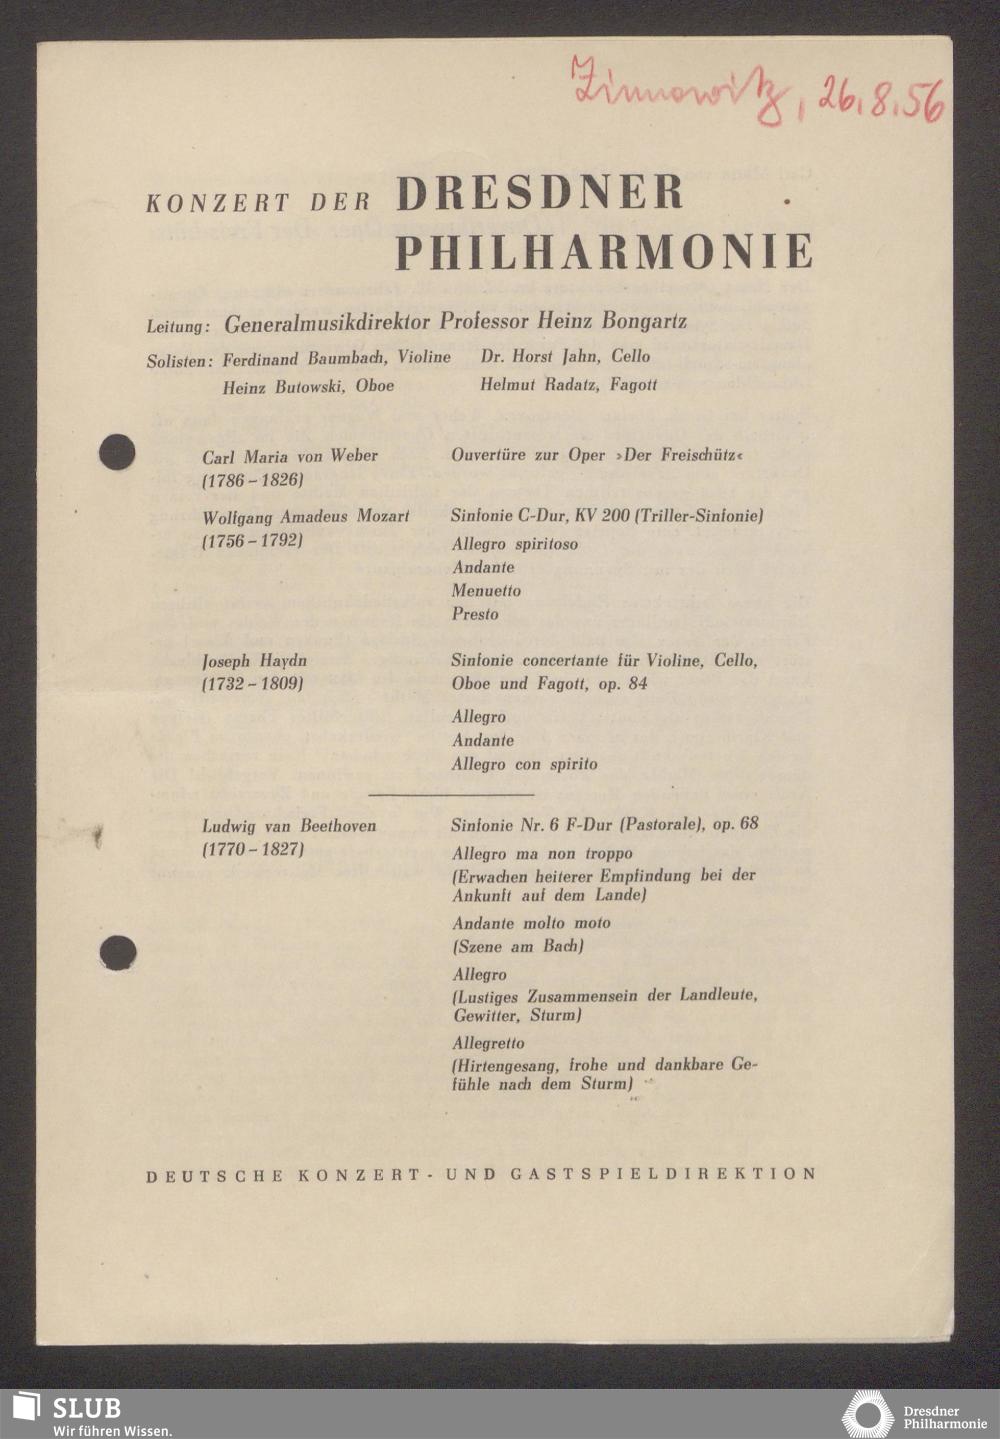 Zinnowitz, 26.8.56
KONZERT DER DRESDNER
PHILHARMONIE
Leitung: Generalmusikdirektor Professor Heinz Bongartz
Solisten: Ferdinand Baumbach, Violine Dr. Horst Jahn, Cello
Heinz Butowski, Oboe Helmut Radatz, Fagott
Carl Maria von Weber Ouvertüre zur Oper ›Der Freischütz‹
(1786 – 1826)
Wolfgang Amadeus Mozart Sinfonie C-Dur, KV 200 (Triller-Sinfonie)
(1756 – 1792) Allegro spiritoso
Andante
Menuetto
Presto
Joseph Haydn Sinfonie concertante für Violine, Cello,
(1732 – 1809) Oboe und Fagott, op. 84
Allegro
Andante
Allegro con spirito
Ludwig van Beethoven Sinfonie Nr. 6 F-Dur (Pastorale), op. 68
(1770 – 1827) Allegro ma non troppo
(Erwachen heiterer Empfindung bei der
Ankunft auf dem Lande)
Andante molto moto
(Szene am Bach)
Allegro
(Lustiges Zusammensein der Landleute,
Gewitter, Sturm)
Allegretto
(Hirtengesang, frohe und dankbare Ge-
fühle nach dem Sturm)
DEUTSCHE KONZERT- UND GASTSPIELDIREKTION
SLUB
Wir führen Wissen.
Dresdner
Philharmonie